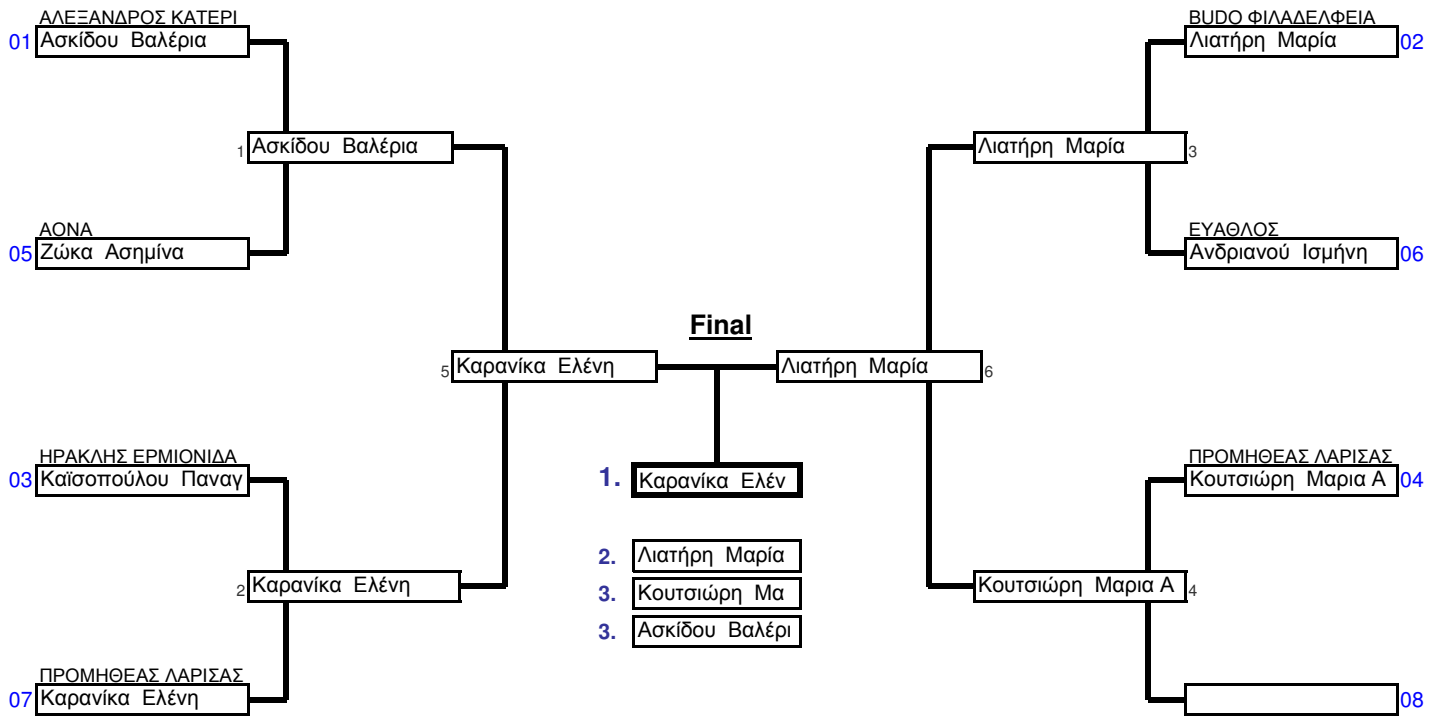 ΑΛΕΞΑΝΔΡΟΣ ΚΑΤΕΡΙ
01 Ασκίδου Βαλέρια
BUDO ΦΙΛΑΔΕΛΦΕΙΑ
Λιατήρη Μαρία 02
1 Ασκίδου Βαλέρια
Λιατήρη Μαρία 3
ΑΟΝΑ
05 Ζώκα Ασημίνα
ΕΥΑΘΛΟΣ
Ανδριανού Ισμήνη 06
Final
5 Καρανίκα Ελένη
Λιατήρη Μαρία 6
ΗΡΑΚΛΗΣ ΕΡΜΙΟΝΙΔΑ
03 Καϊσοπούλου Παναγ
1. Καρανίκα Ελέν
ΠΡΟΜΗΘΕΑΣ ΛΑΡΙΣΑΣ
Κουτσιώρη Μαρια Α 04
2. Λιατήρη Μαρία
3. Κουτσιώρη Μα
3. Ασκίδου Βαλέρι
2 Καρανίκα Ελένη
Κουτσιώρη Μαρια Α 4
ΠΡΟΜΗΘΕΑΣ ΛΑΡΙΣΑΣ
07 Καρανίκα Ελένη
08